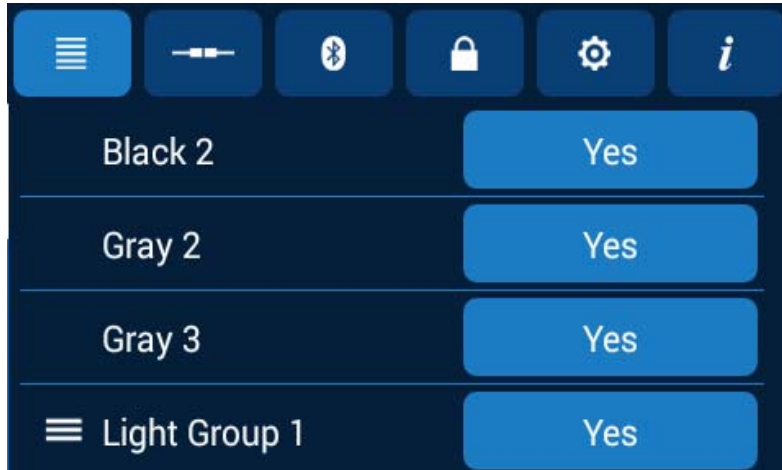 i
Black 2 Yes
Gray 2 Yes
Gray 3 Yes
Light Group 1 Yes